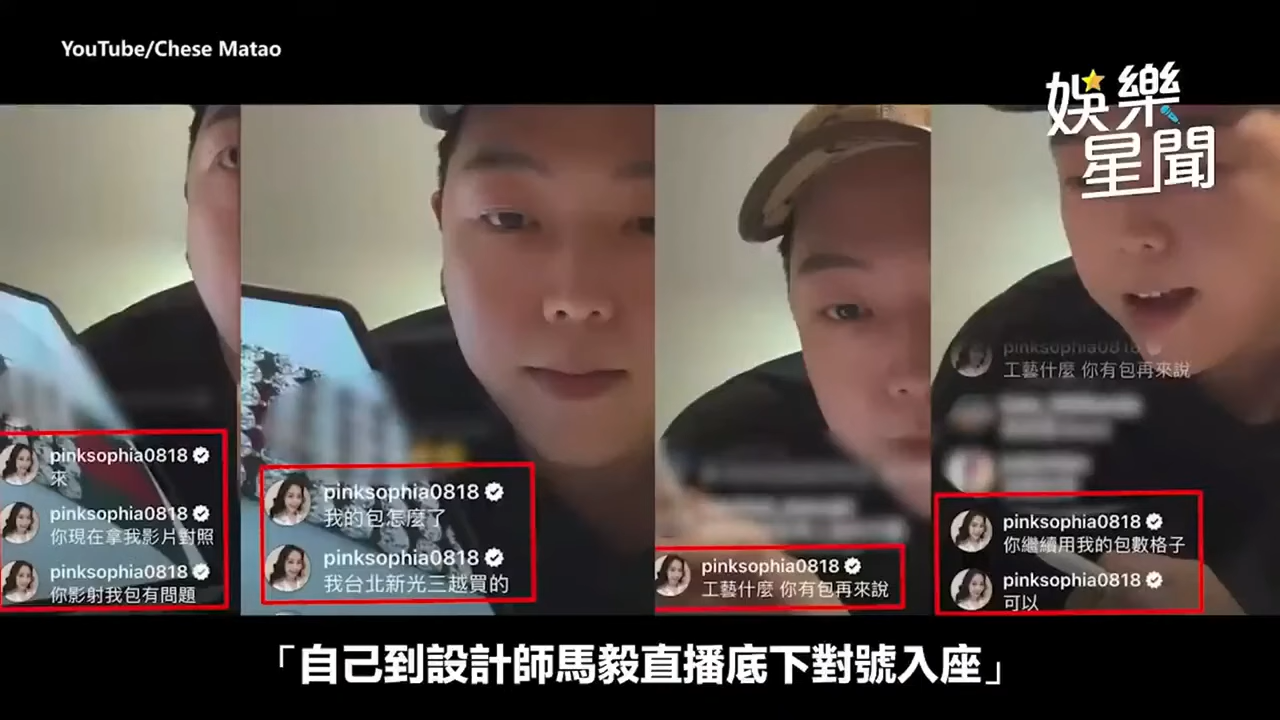 YouTube/Chese Matao
娛樂
星聞
pinksophia0818
來
pinksophia0818
你現在拿我影片對照
pinksophia0818
你影射我包有問題
pinksophia0818
我的包怎麼了
pinksophia0818
我台北新光三越買的
pinksophia0818
工藝什麼 你有包再來說
pinksophia0818
工藝什麼 你有包再來說
pinksophia0818
你繼續用我的包數格子
pinksophia0818
可以
「自己到設計師馬毅直播底下對號入座」